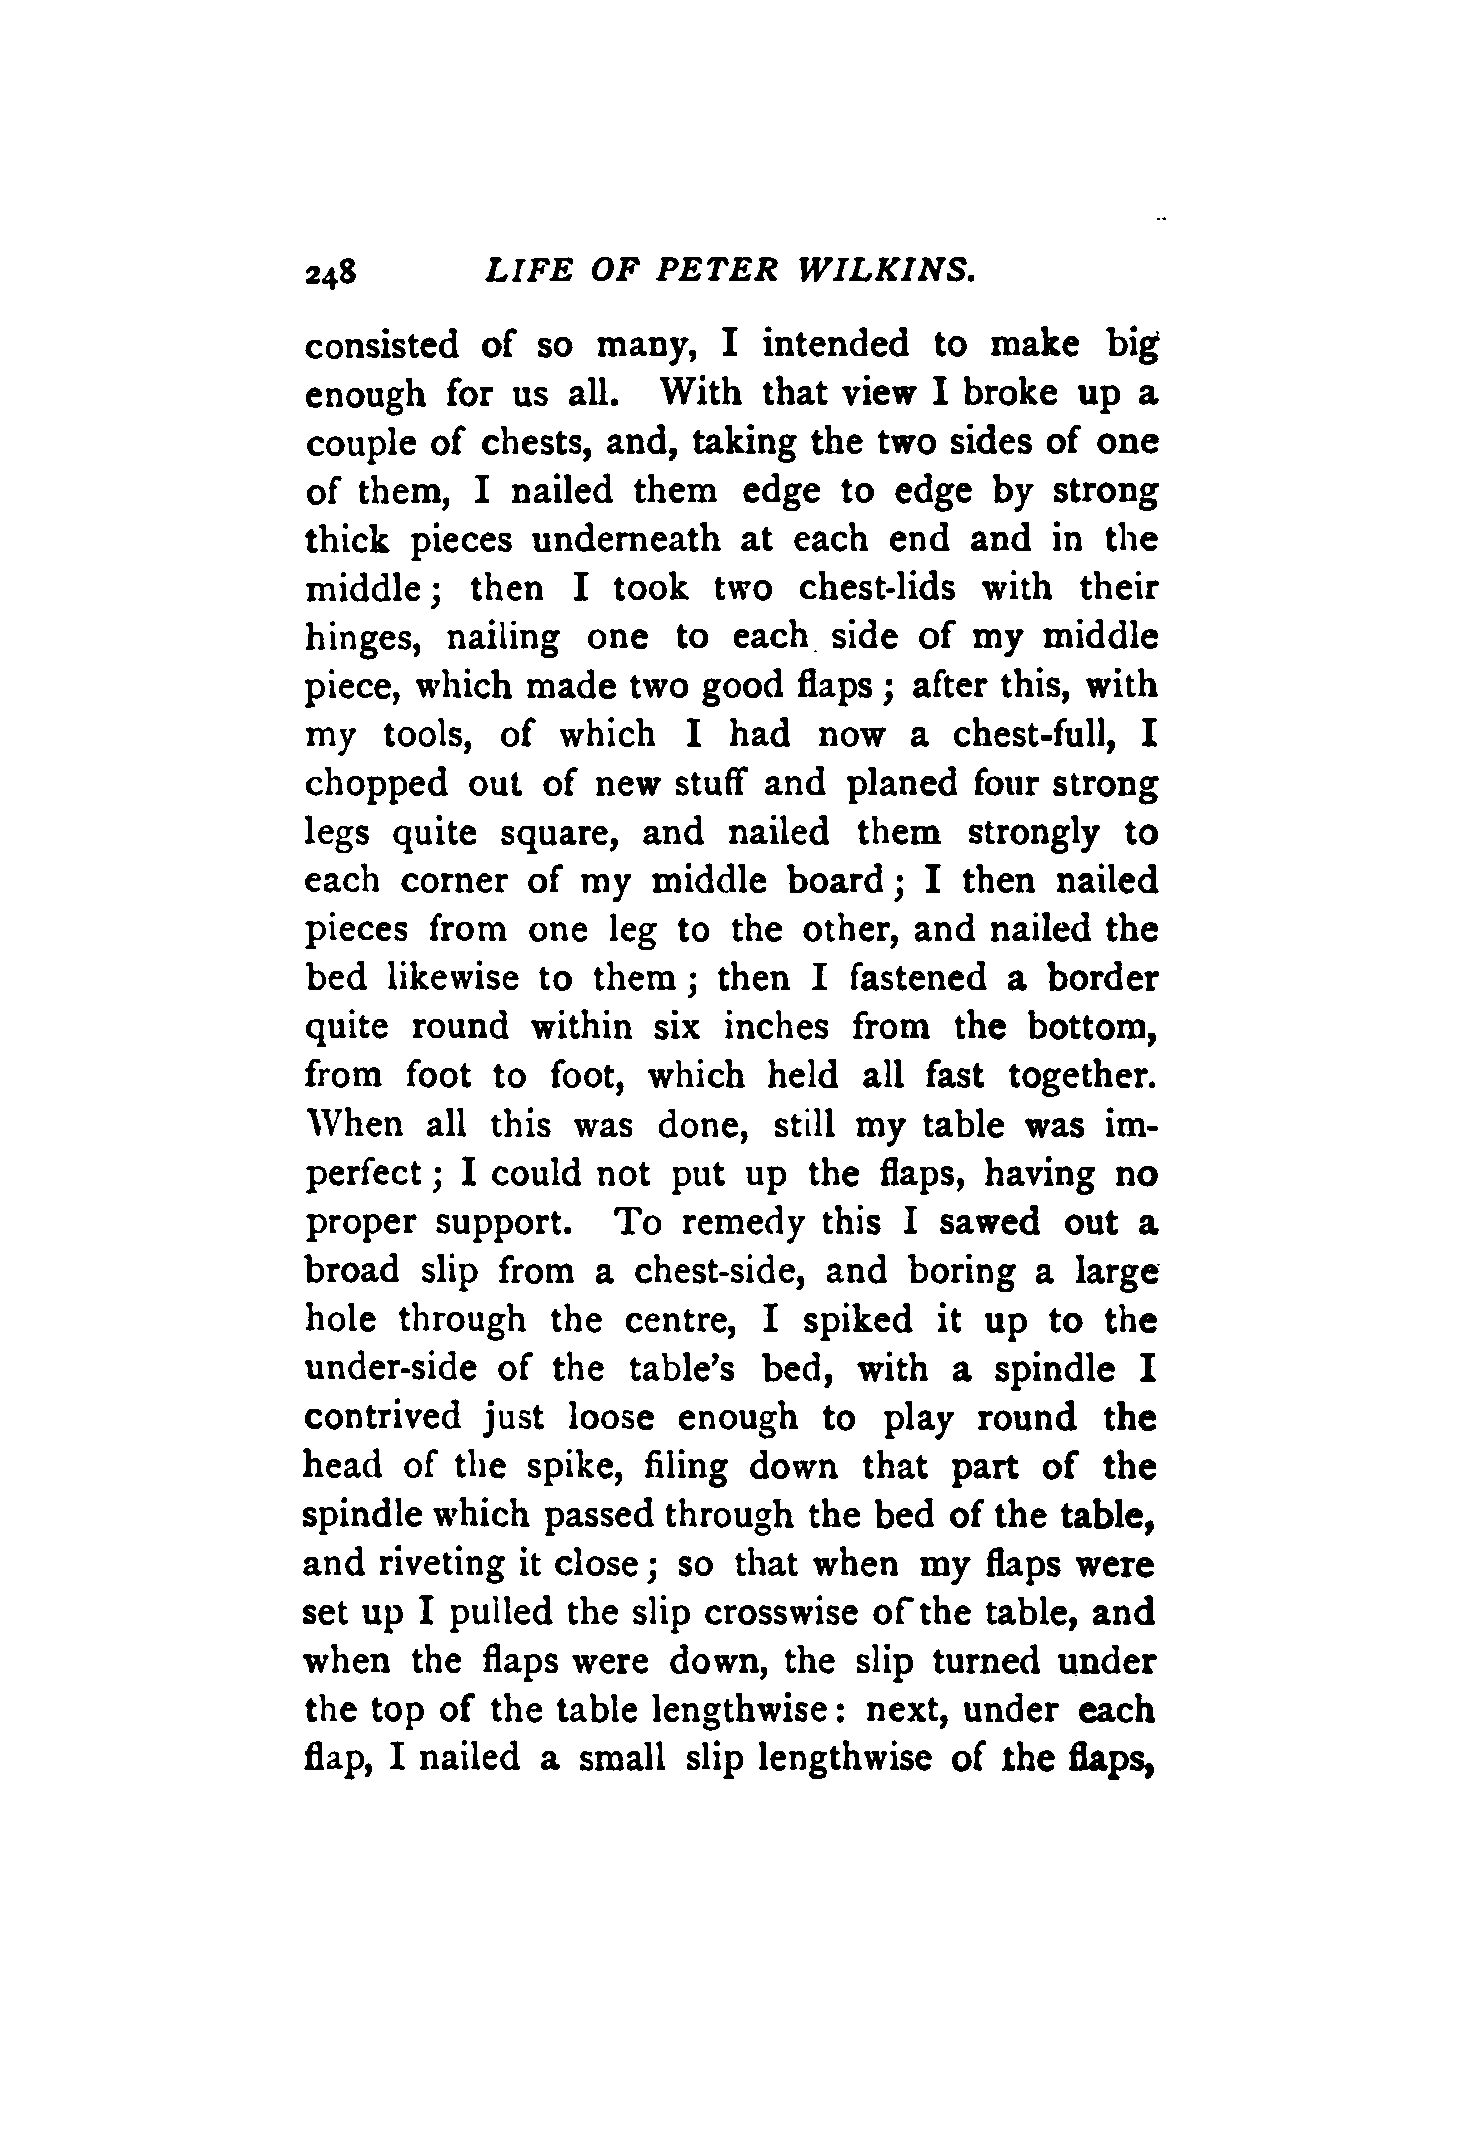 248 LIFE OF PETER WILKINS.
consisted of so many, I intended to make big
enough for us all. With that view I broke up a
couple of chests, and, taking the two sides of one
of them, I nailed them edge to edge by strong
thick pieces underneath at each end and in the
middle; then I took two chest-lids with their
hinges, nailing one to each side of my middle
piece, which made two good flaps; after this, with
my tools, of which I had now a chest-full, I
chopped out of new stuff and planed four strong
legs quite square, and nailed them strongly to
each corner of my middle board; I then nailed
pieces from one leg to the other, and nailed the
bed likewise to them; then I fastened a border
quite round within six inches from the bottom,
from foot to foot, which held all fast together.
When all this was done, still my table was im-
perfect; I could not put up the flaps, having no
proper support. To remedy this I sawed out a
broad slip from a chest-side, and boring a large
hole through the centre, I spiked it up to the
under-side of the table's bed, with a spindle I
contrived just loose enough to play round the
head of the spike, filing down that part of the
spindle which passed through the bed of the table,
and riveting it close; so that when my flaps were
set up I pulled the slip crosswise of the table, and
when the flaps were down, the slip turned under
the top of the table lengthwise: next, under each
flap, I nailed a small slip lengthwise of the flaps,